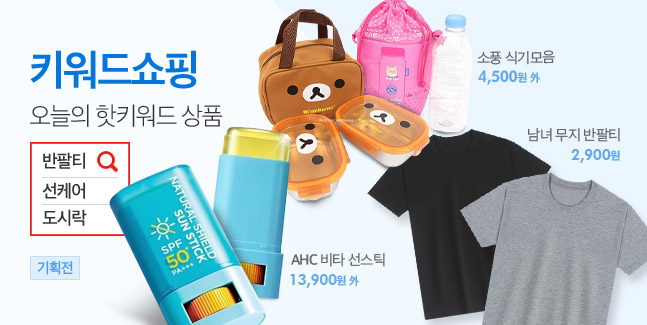 키워드쇼핑
오늘의 핫키워드 상품
반팔티
선케어
도시락
기획전
NATURAL SHIELD
SUN STICK
SPF
50+
PA+++
AHC 비타 선스틱
13,900원 外
소풍 식기모음
4,500원 外
남녀 무지 반팔티
2,900원